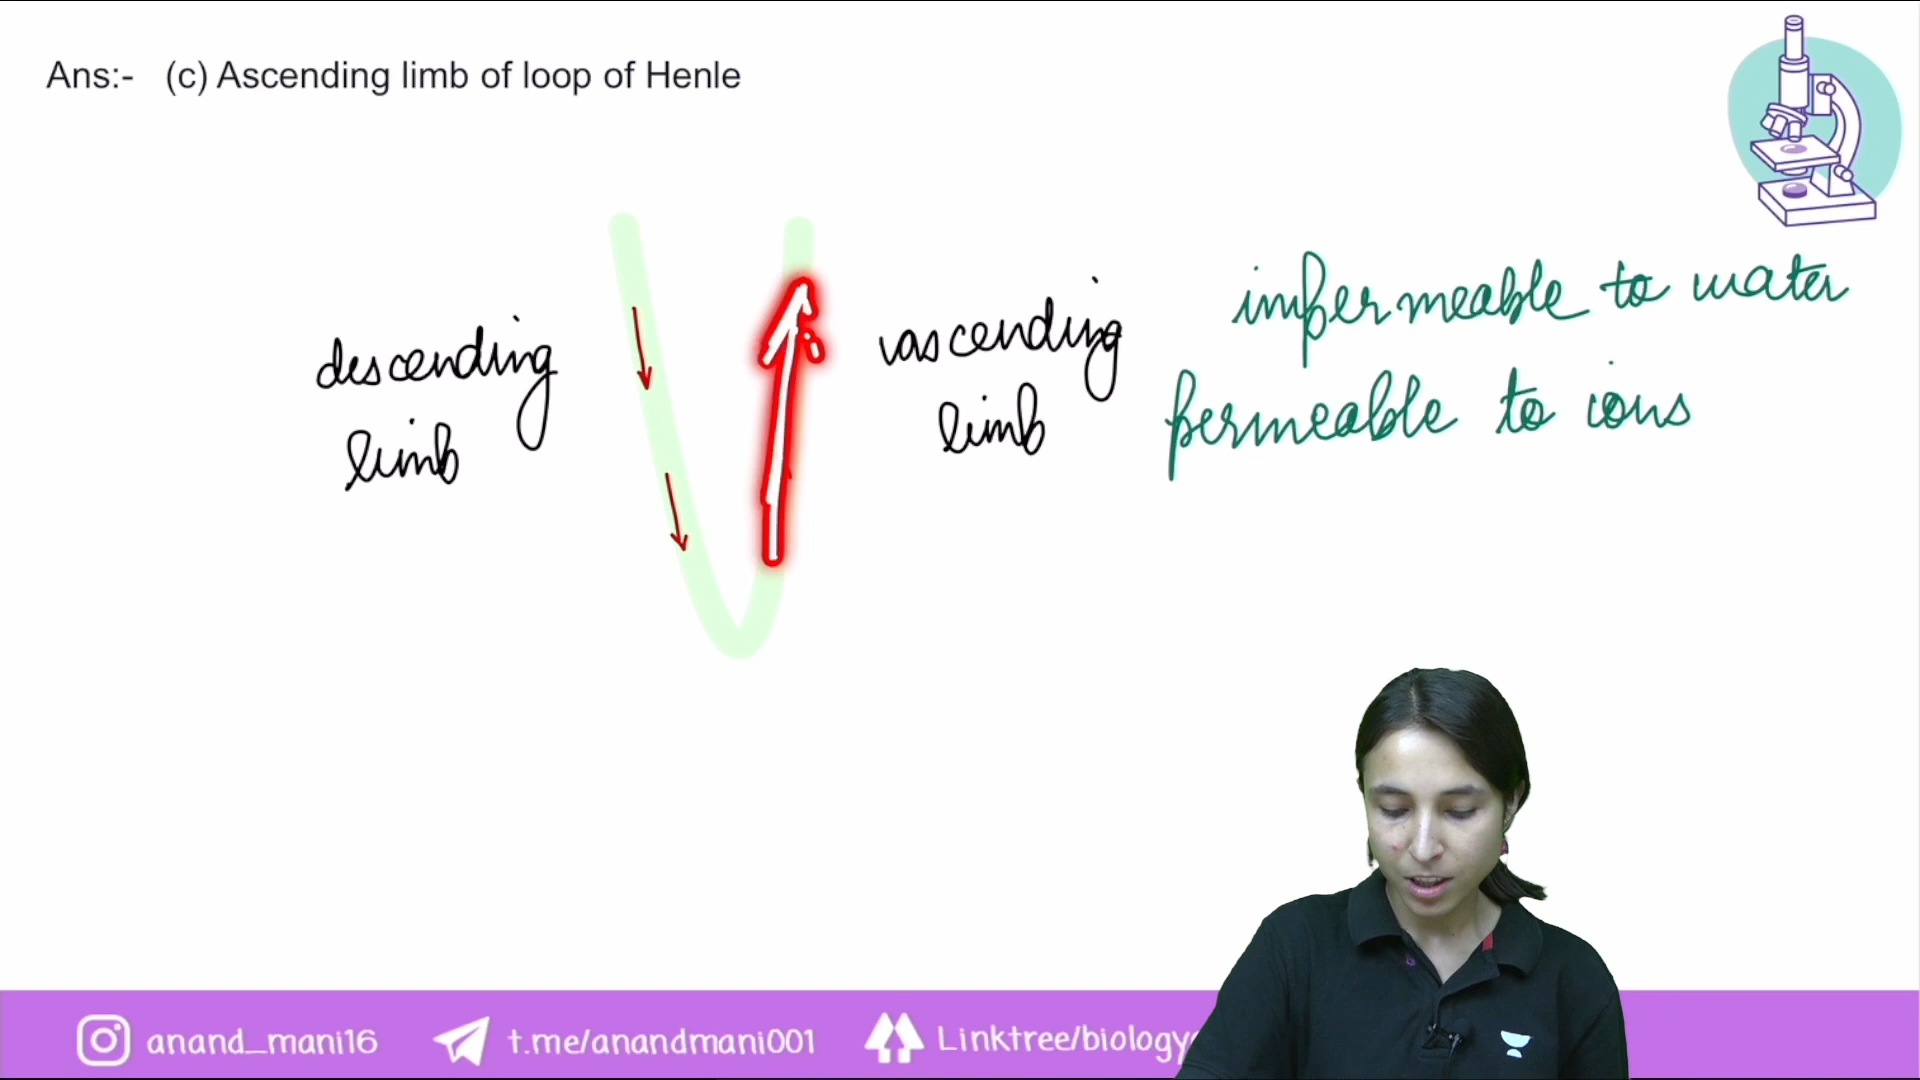 Ans:- (c) Ascending limb of loop of Henle
descending
limb
ascending
limb
impermeable to water
permeable to ions
anand_mani16
t.me/anandmani001
Linktree/biology